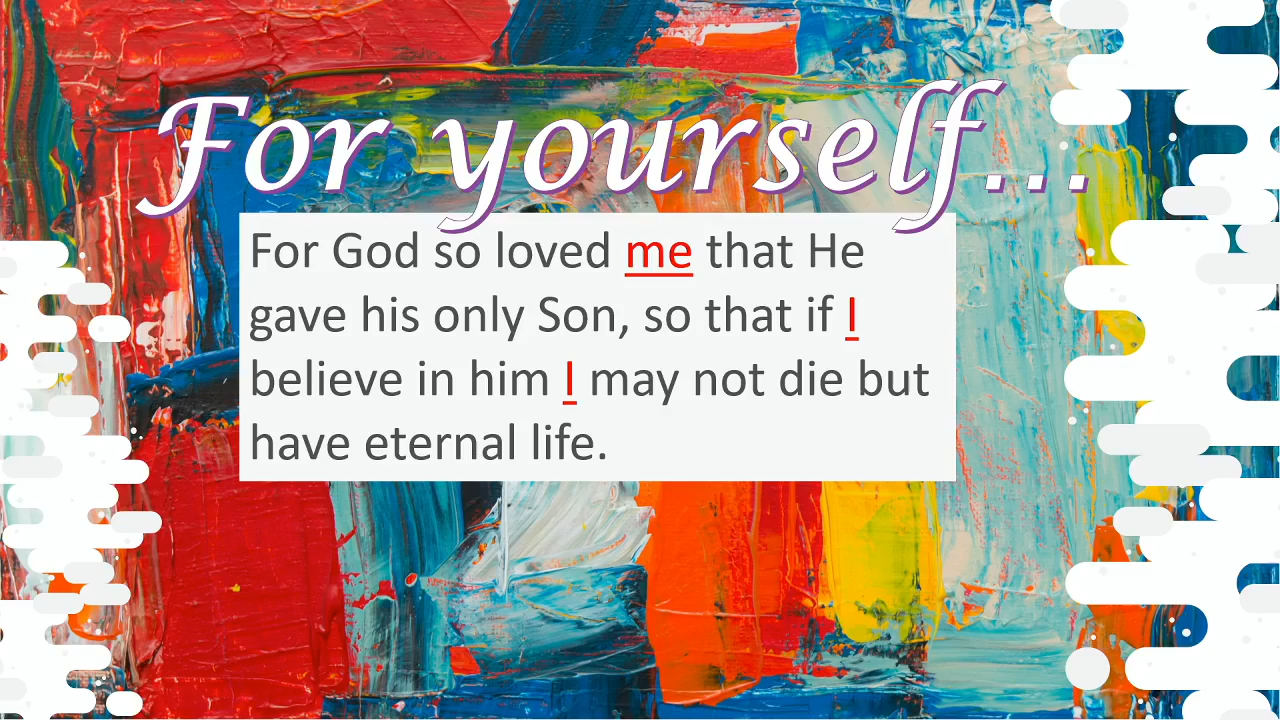 For yourself...
For God so loved me that He
gave his only Son, so that if I
believe in him I may not die but
have eternal life.